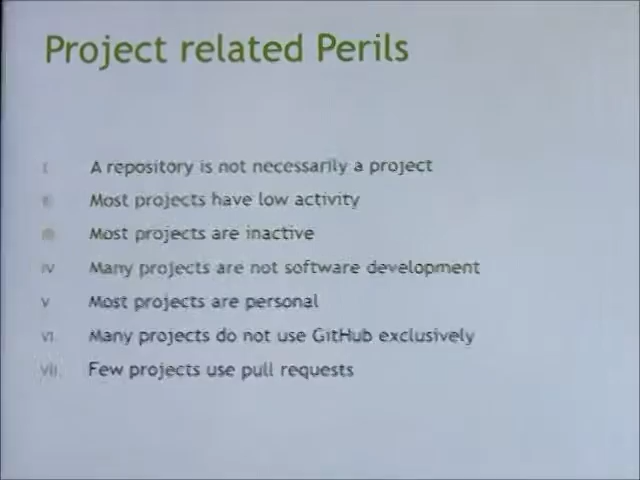 Project related Perils
I. A repository is not necessarily a project
II. Most projects have low activity
III. Most projects are inactive
IV. Many projects are not software development
V. Most projects are personal
VI. Many projects do not use GitHub exclusively
VII. Few projects use pull requests